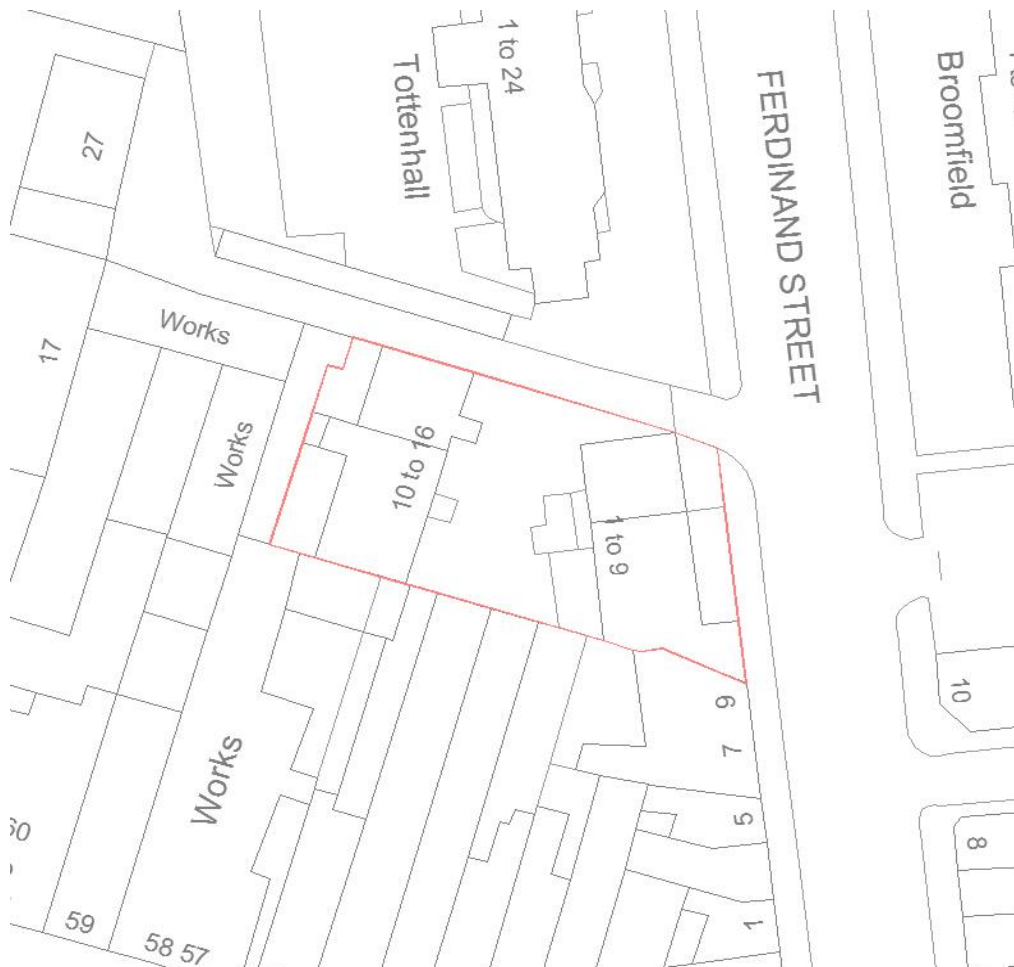 1 to 24
Tottenhall
FERDINAND STREET
Broomfield
27
Works
17
Works
10 to 16
1 to 9
9
7
5
1
10
8
Works
59
58 57